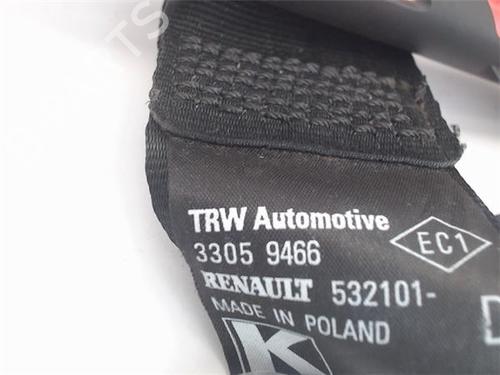 TRW Automotive
3305 9466
EC1
RENAULT 532101-
MADE IN POLAND
K